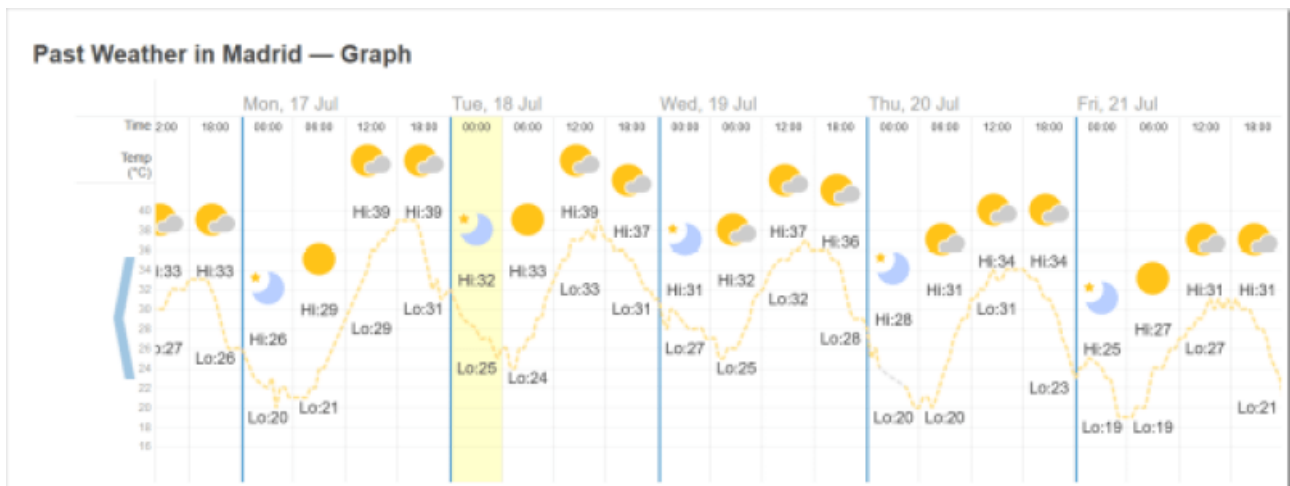 Past Weather in Madrid — Graph
Mon, 17 Jul Tue, 18 Jul Wed, 19 Jul Thu, 20 Jul Fri, 21 Jul
Time 2:00 18:00 00:00 06:00 12:00 18:00 00:00 06:00 12:00 18:00 00:00 06:00 12:00 18:00 00:00 06:00 12:00 18:00 00:00 06:00 12:00 18:00
Temp
(°C)
40
38
36
34
32
30
28
26
24
22
20
18
16
i:33 Hi:33 Hi:26 Hi:29 Hi:39 Hi:39 Hi:32 Hi:33 Hi:39 Hi:37 Hi:31 Hi:32 Hi:37 Hi:36 Hi:28 Hi:31 Hi:34 Hi:34 Hi:25 Hi:27 Hi:31 Hi:31
o:27 Lo:26 Lo:20 Lo:21 Lo:29 Lo:31 Lo:25 Lo:24 Lo:33 Lo:31 Lo:27 Lo:25 Lo:32 Lo:28 Lo:20 Lo:20 Lo:31 Lo:23 Lo:19 Lo:19 Lo:27 Lo:21